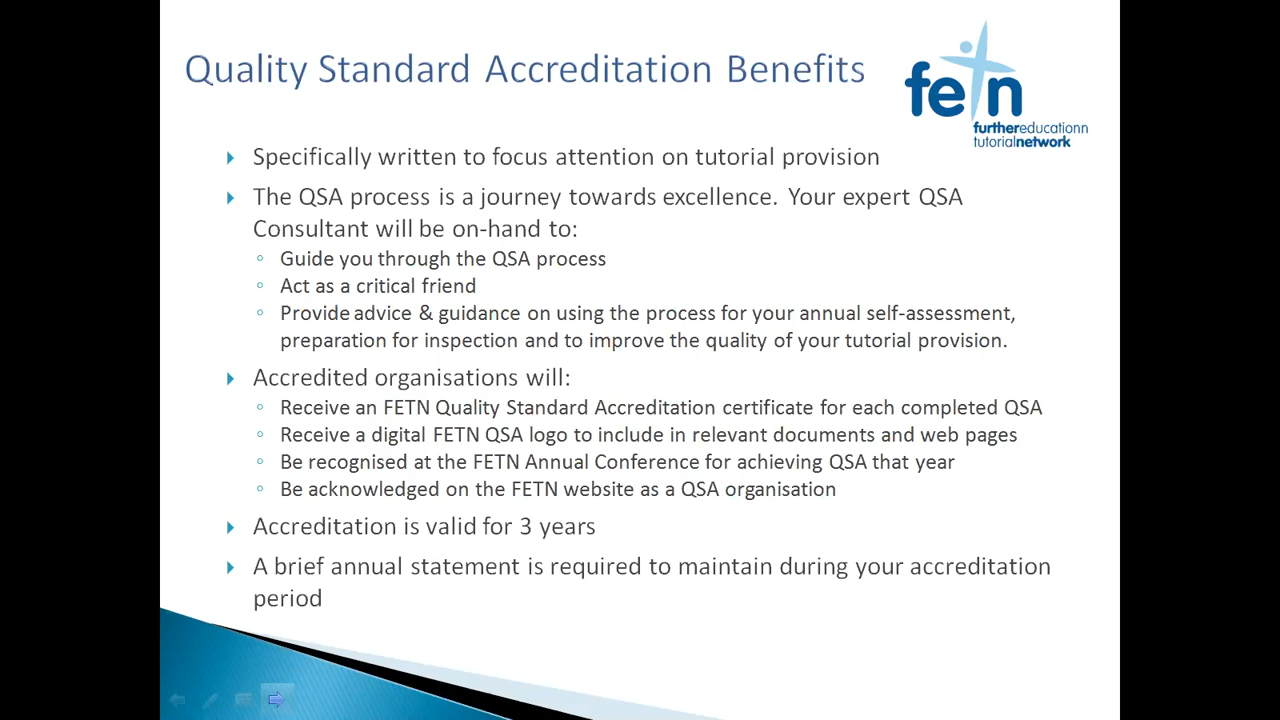 Quality Standard Accreditation Benefits
fetn
furthereducationn
tutorialnetwork
Specifically written to focus attention on tutorial provision
The QSA process is a journey towards excellence. Your expert QSA
Consultant will be on-hand to:
Guide you through the QSA process
Act as a critical friend
Provide advice & guidance on using the process for your annual self-assessment,
preparation for inspection and to improve the quality of your tutorial provision.
Accredited organisations will:
Receive an FETN Quality Standard Accreditation certificate for each completed QSA
Receive a digital FETN QSA logo to include in relevant documents and web pages
Be recognised at the FETN Annual Conference for achieving QSA that year
Be acknowledged on the FETN website as a QSA organisation
Accreditation is valid for 3 years
A brief annual statement is required to maintain during your accreditation
period